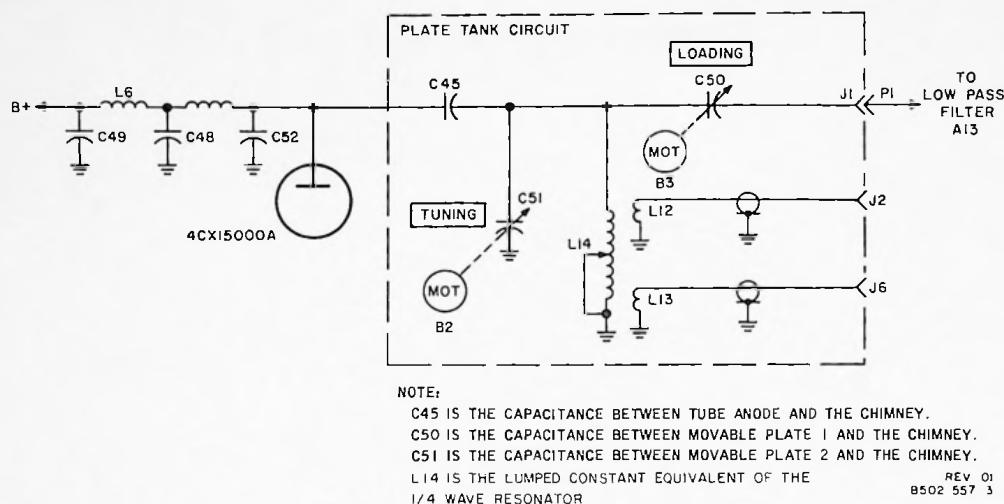 PLATE TANK CIRCUIT
LOADING
C45
C50
L6
B+
J1
P1
TO
LOW PASS
FILTER
A13
C49
C48
C52
MOT
B3
C51
TUNING
L12
J2
4CX15000A
L14
MOT
B2
L13
J6
NOTE:
C45 IS THE CAPACITANCE BETWEEN TUBE ANODE AND THE CHIMNEY.
C50 IS THE CAPACITANCE BETWEEN MOVABLE PLATE 1 AND THE CHIMNEY.
C51 IS THE CAPACITANCE BETWEEN MOVABLE PLATE 2 AND THE CHIMNEY.
L14 IS THE LUMPED CONSTANT EQUIVALENT OF THE
1/4 WAVE RESONATOR
REV 01
B502 557 3